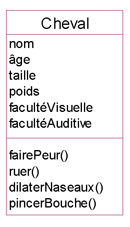 Cheval
nom
âge
taille
poids
facultéVisuelle
facultéAuditive
fairePeur()
ruer()
dilaterNaseaux()
pincerBouche()